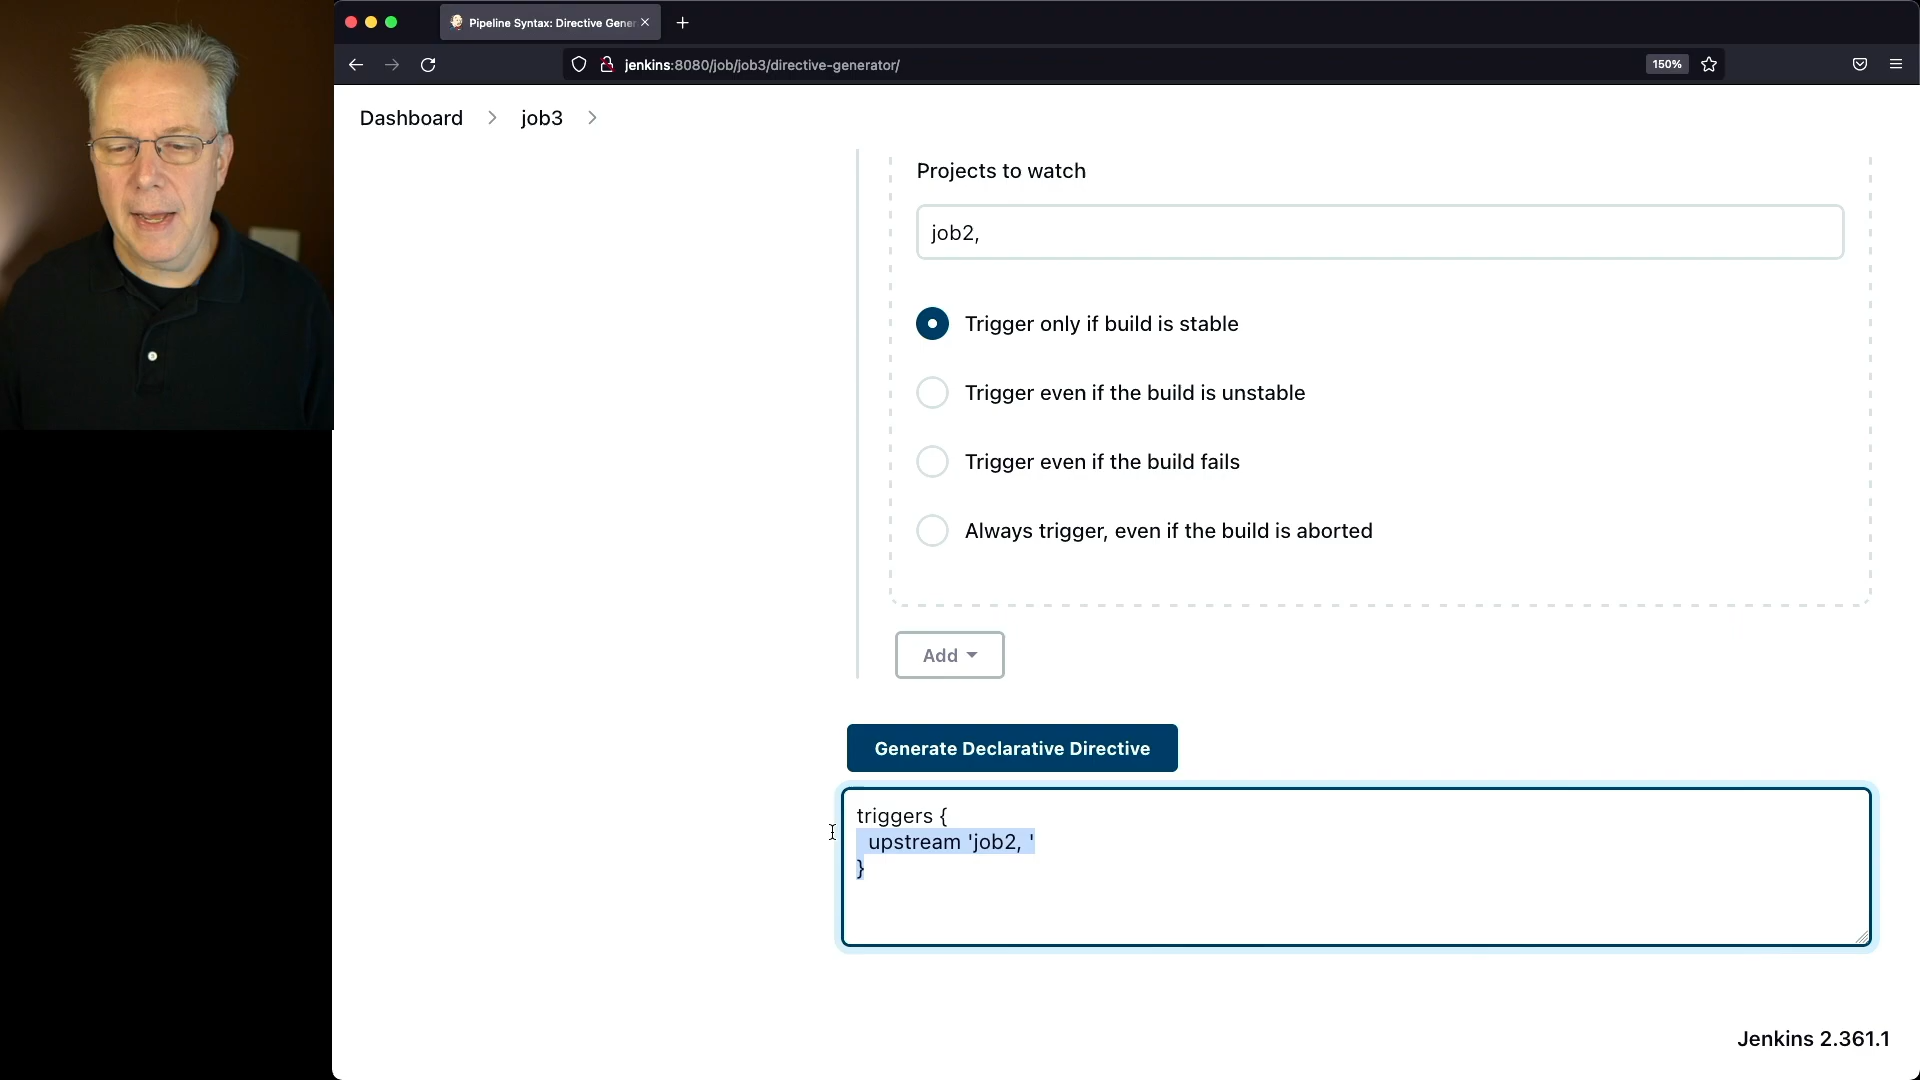 Pipeline Syntax: Directive Gener
jenkins:8080/job/job3/directive-generator/
150%
Dashboard
job3
Projects to watch
job2,
Trigger only if build is stable
Trigger even if the build is unstable
Trigger even if the build fails
Always trigger, even if the build is aborted
Add
Generate Declarative Directive
triggers {
upstream 'job2, '
}
Jenkins 2.361.1